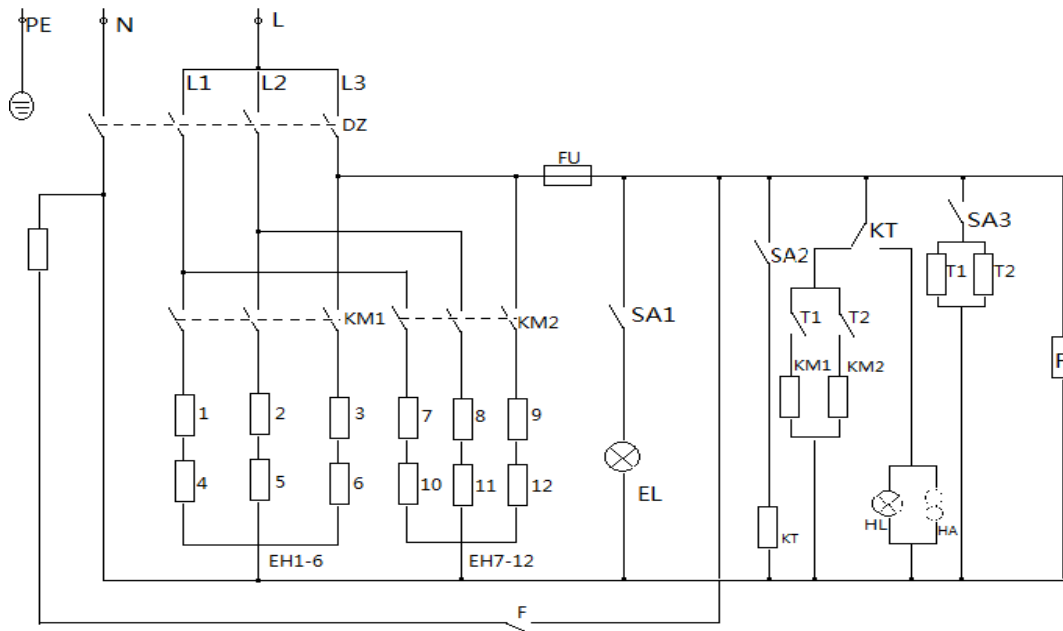 PE
N
L
L1
L2
L3
DZ
FU
SA1
SA2
KT
SA3
T1
T2
T1
T2
KM1
KM2
KM1
KM2
1
2
3
7
8
9
4
5
6
10
11
12
EL
HL
HA
KT
EH1-6
EH7-12
F